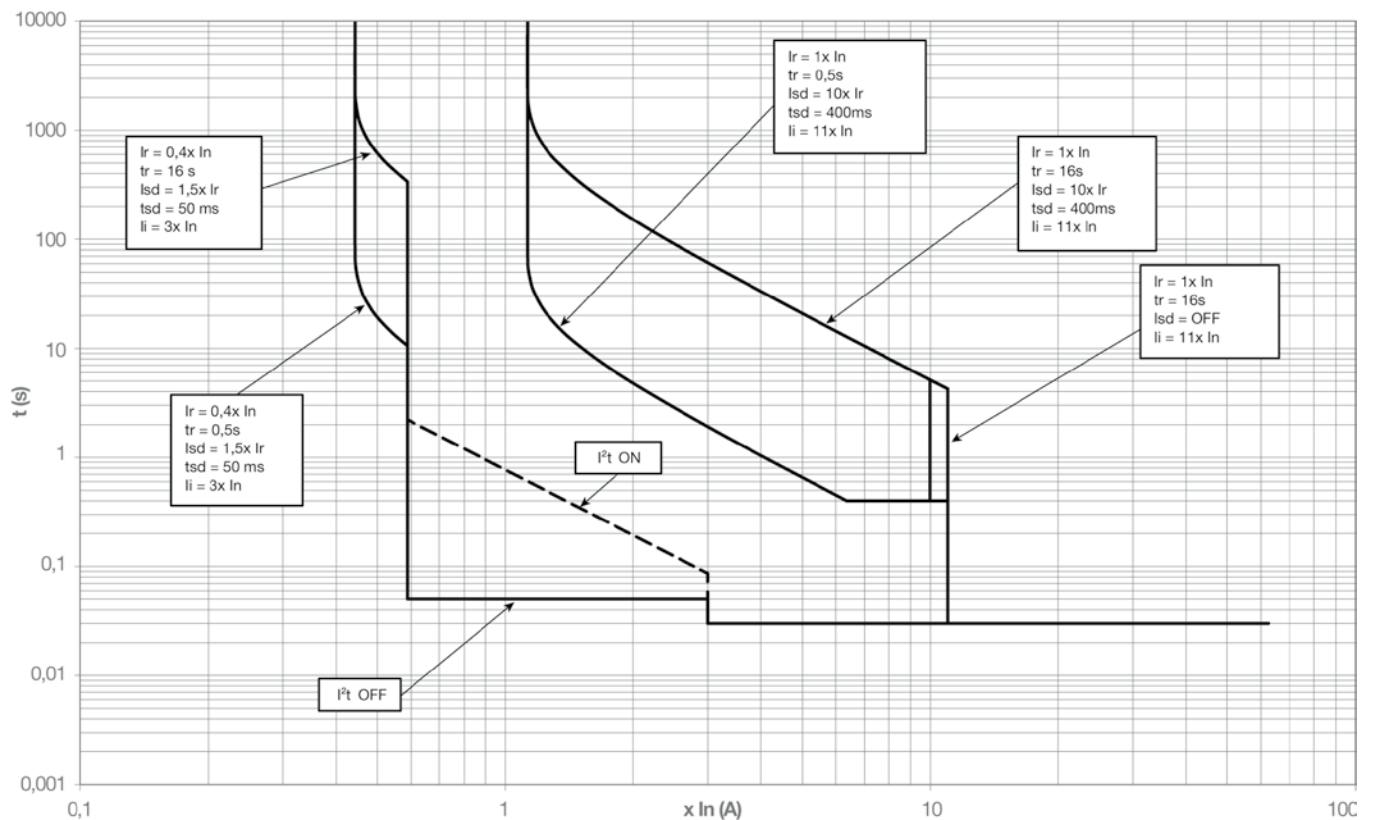 10000
1000
100
10
1
0,1
0,01
0,001
t (s)
0,1
1
10
100
x In (A)
Ir = 0,4x In
tr = 16 s
Isd = 1,5x Ir
tsd = 50 ms
Ii = 3x In
Ir = 1x In
tr = 0,5s
Isd = 10x Ir
tsd = 400ms
Ii = 11x In
Ir = 1x In
tr = 16s
Isd = 10x Ir
tsd = 400ms
Ii = 11x In
Ir = 1x In
tr = 16s
Isd = OFF
Ii = 11x In
Ir = 0,4x In
tr = 0,5s
Isd = 1,5x Ir
tsd = 50 ms
Ii = 3x In
I²t ON
I²t OFF